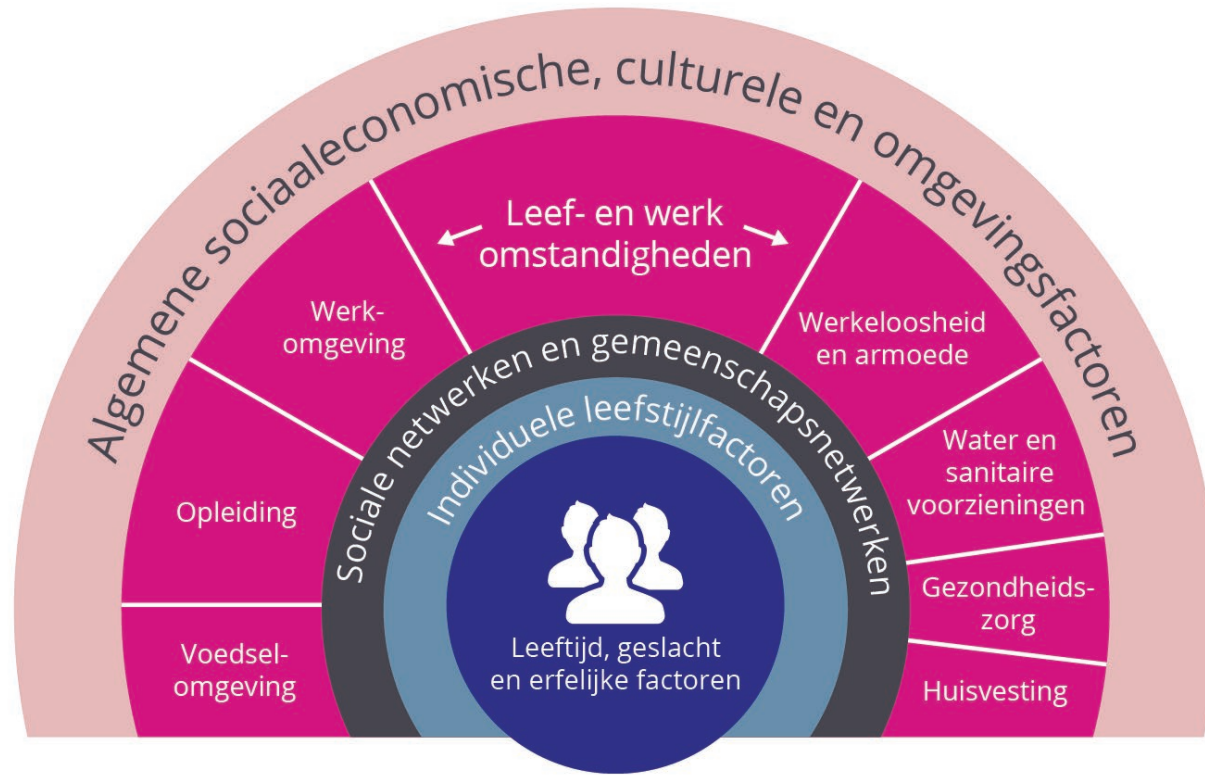 Algemene sociaaleconomische, culturele en omgevingsfactoren
Leef- en werk
omstandigheden
Werk-
omgeving
Opleiding
Voedsel-
omgeving
Werkeloosheid
en armoede
Water en
sanitaire
voorzieningen
Gezondheids-
zorg
Huisvesting
Sociale netwerken en gemeenschapsnetwerken
Individuele leefstijlfactoren
Leeftijd, geslacht
en erfelijke factoren